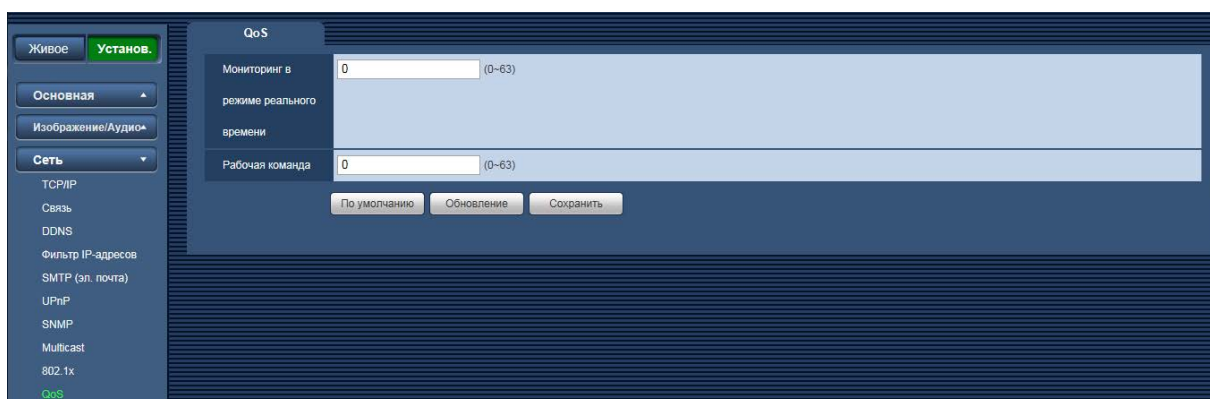 Живое Установ.
Основная
Изображение/Аудио
Сеть
TCP/IP
Связь
DDNS
Фильтр IP-адресов
SMTP (эл. почта)
UPnP
SNMP
Multicast
802.1x
QoS
QoS
Мониторинг в
режиме реального
времени
0 (0~63)
Рабочая команда 0 (0~63)
По умолчанию Обновление Сохранить